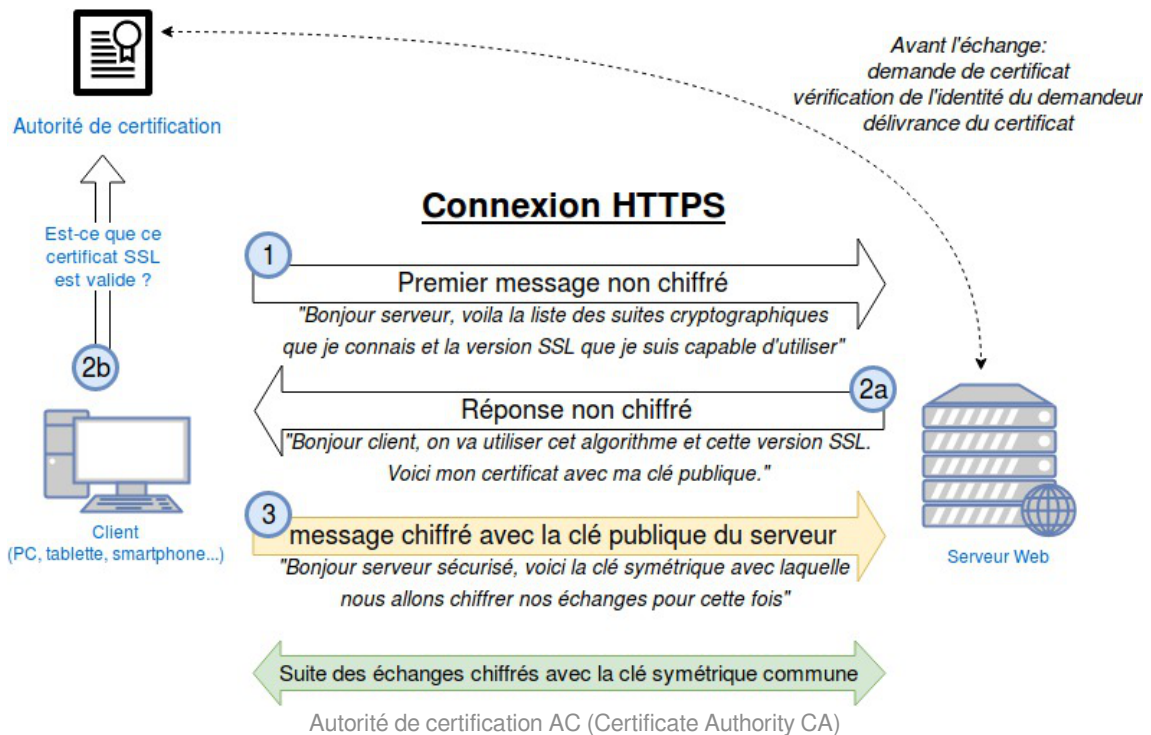 Autorité de certification
Avant l'échange:
demande de certificat
vérification de l'identité du demandeur
délivrance du certificat
Connexion HTTPS
Est-ce que ce
certificat SSL
est valide ?
2b
1
Premier message non chiffré
"Bonjour serveur, voila la liste des suites cryptographiques
que je connais et la version SSL que je suis capable d'utiliser"
2a
Réponse non chiffré
"Bonjour client, on va utiliser cet algorithme et cette version SSL.
Voici mon certificat avec ma clé publique."
3
message chiffré avec la clé publique du serveur
"Bonjour serveur sécurisé, voici la clé symétrique avec laquelle
nous allons chiffrer nos échanges pour cette fois"
Client
(PC, tablette, smartphone...)
Serveur Web
Suite des échanges chiffrés avec la clé symétrique commune
Autorité de certification AC (Certificate Authority CA)